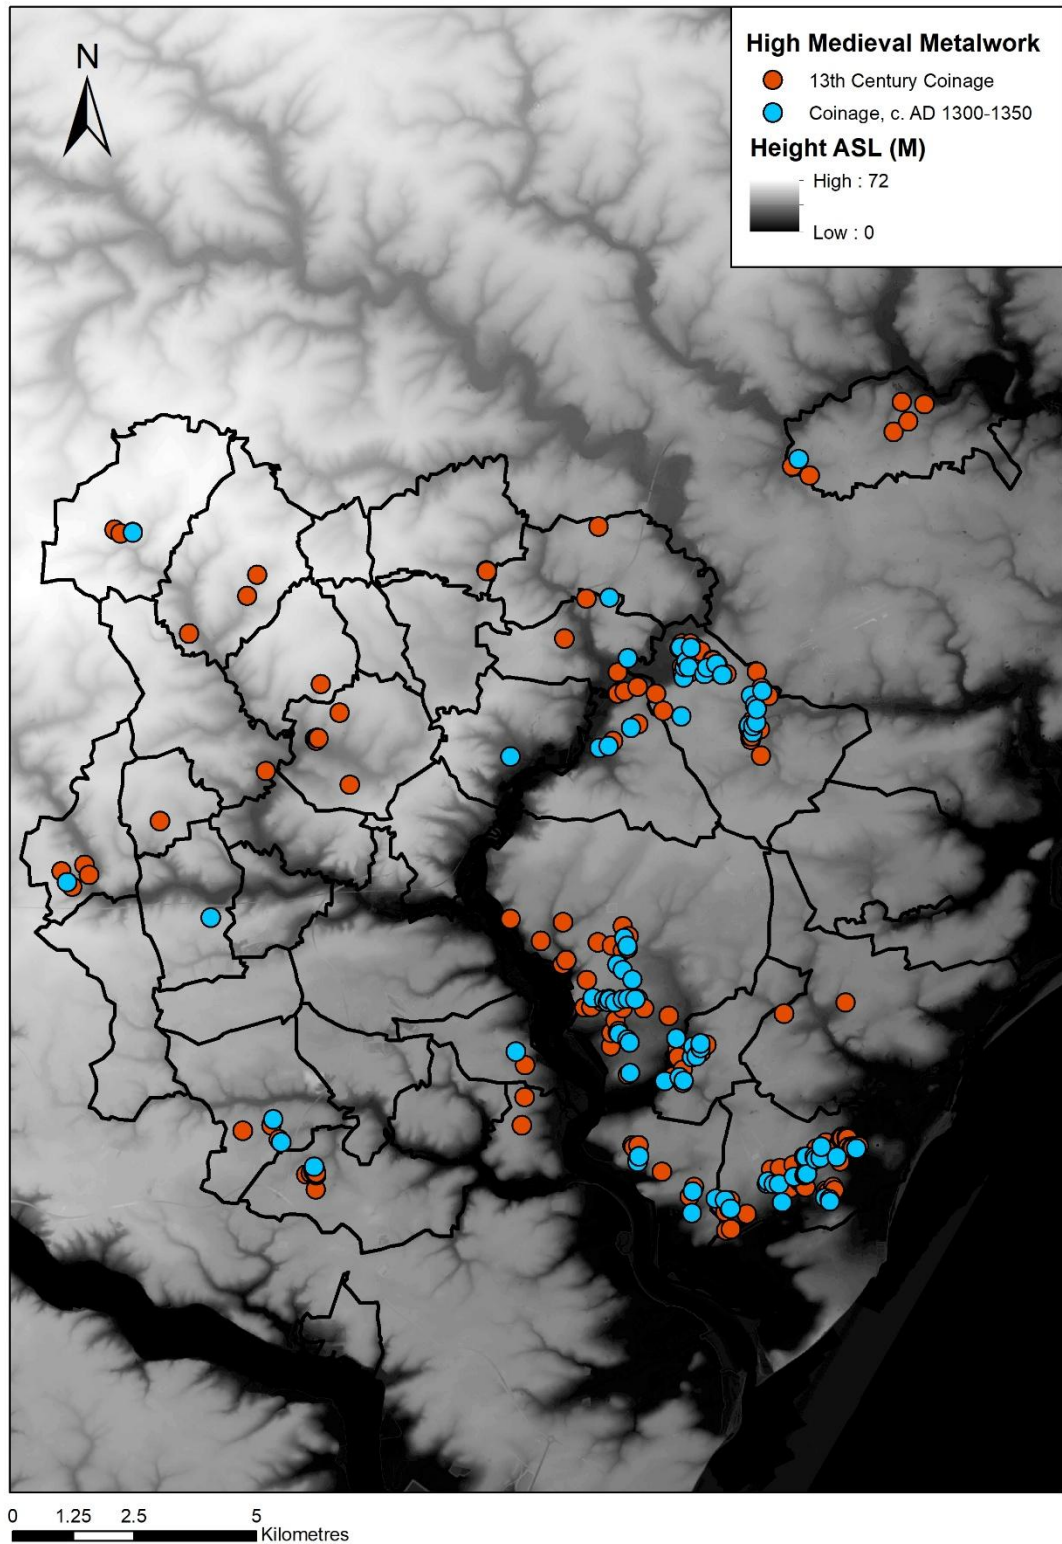 N
High Medieval Metalwork
13th Century Coinage
Coinage, c. AD 1300-1350
Height ASL (M)
High : 72
Low : 0
0 1.25 2.5 5
Kilometres